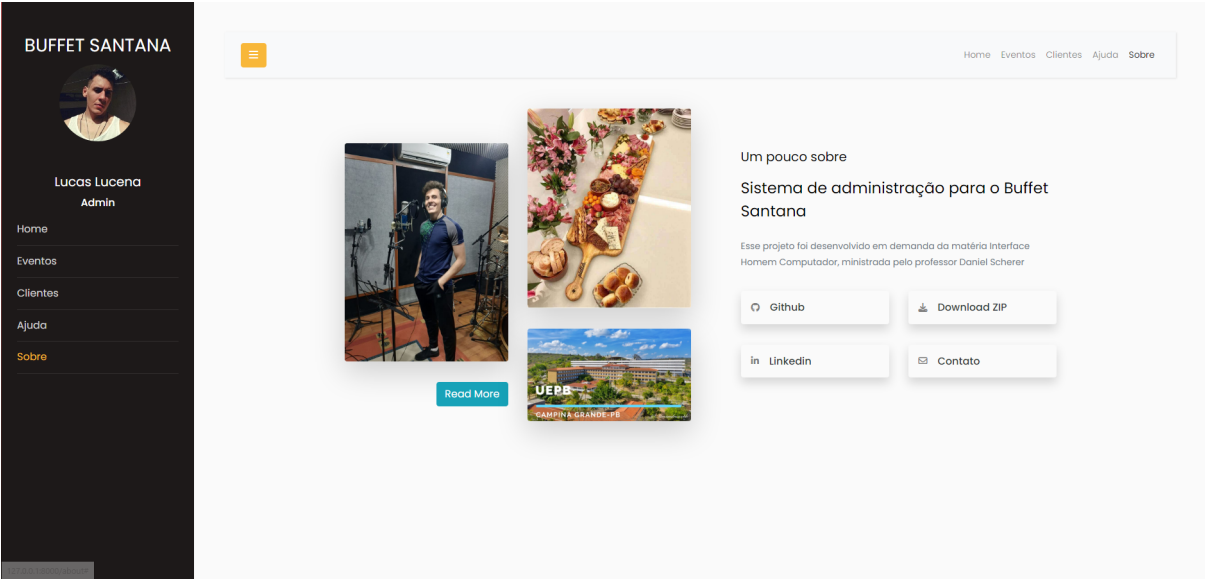 BUFFET SANTANA
Lucas Lucena
Admin
Home
Eventos
Clientes
Ajuda
Sobre
Home Eventos Clientes Ajuda Sobre
Read More
UEPB
CAMPINA GRANDE-PB
Um pouco sobre
Sistema de administração para o Buffet
Santana
Esse projeto foi desenvolvido em demanda da matéria Interface
Homem Computador, ministrada pelo professor Daniel Scherer
Github
Download ZIP
in Linkedin
Contato